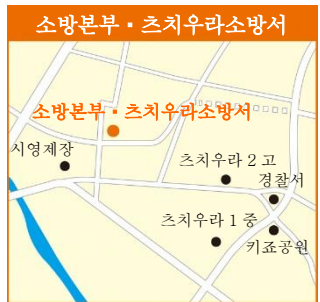 소방본부・츠치우라소방서
소방본부・츠치우라소방서
시영제장
츠치우라 2 고
경찰서
츠치우라 1 중
키죠공원